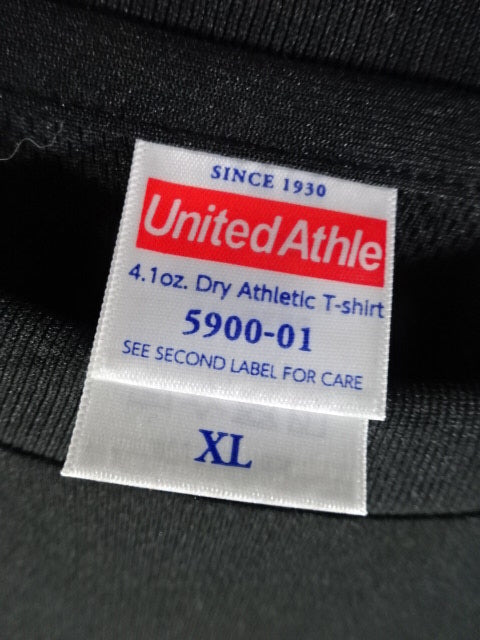 SINCE 1930
United Athle
4.1oz. Dry Athletic T-shirt
5900-01
SEE SECOND LABEL FOR CARE
XL